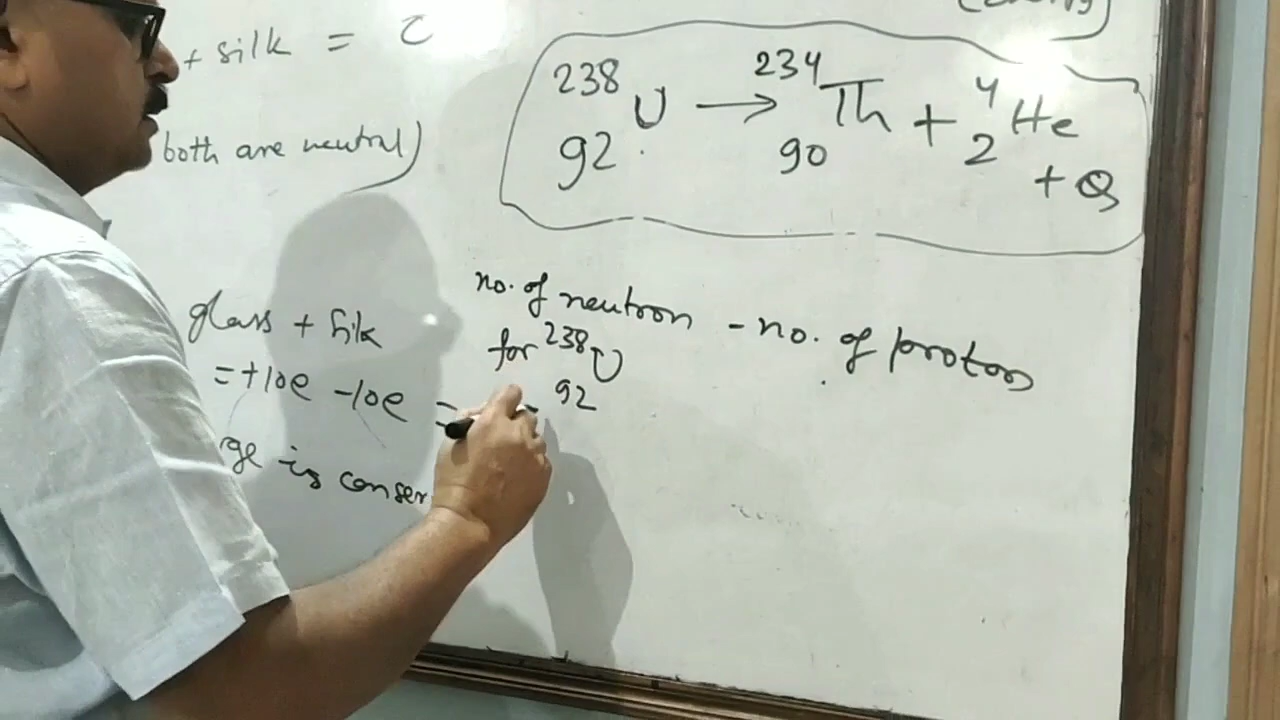 + silk =
both are neutral)
238 234 4
U → Th + He
92 90 2
+ Q
glass + silk
= +10e -10e =
ge is conser
no. of neutron - no. of proton
for 238 U
92